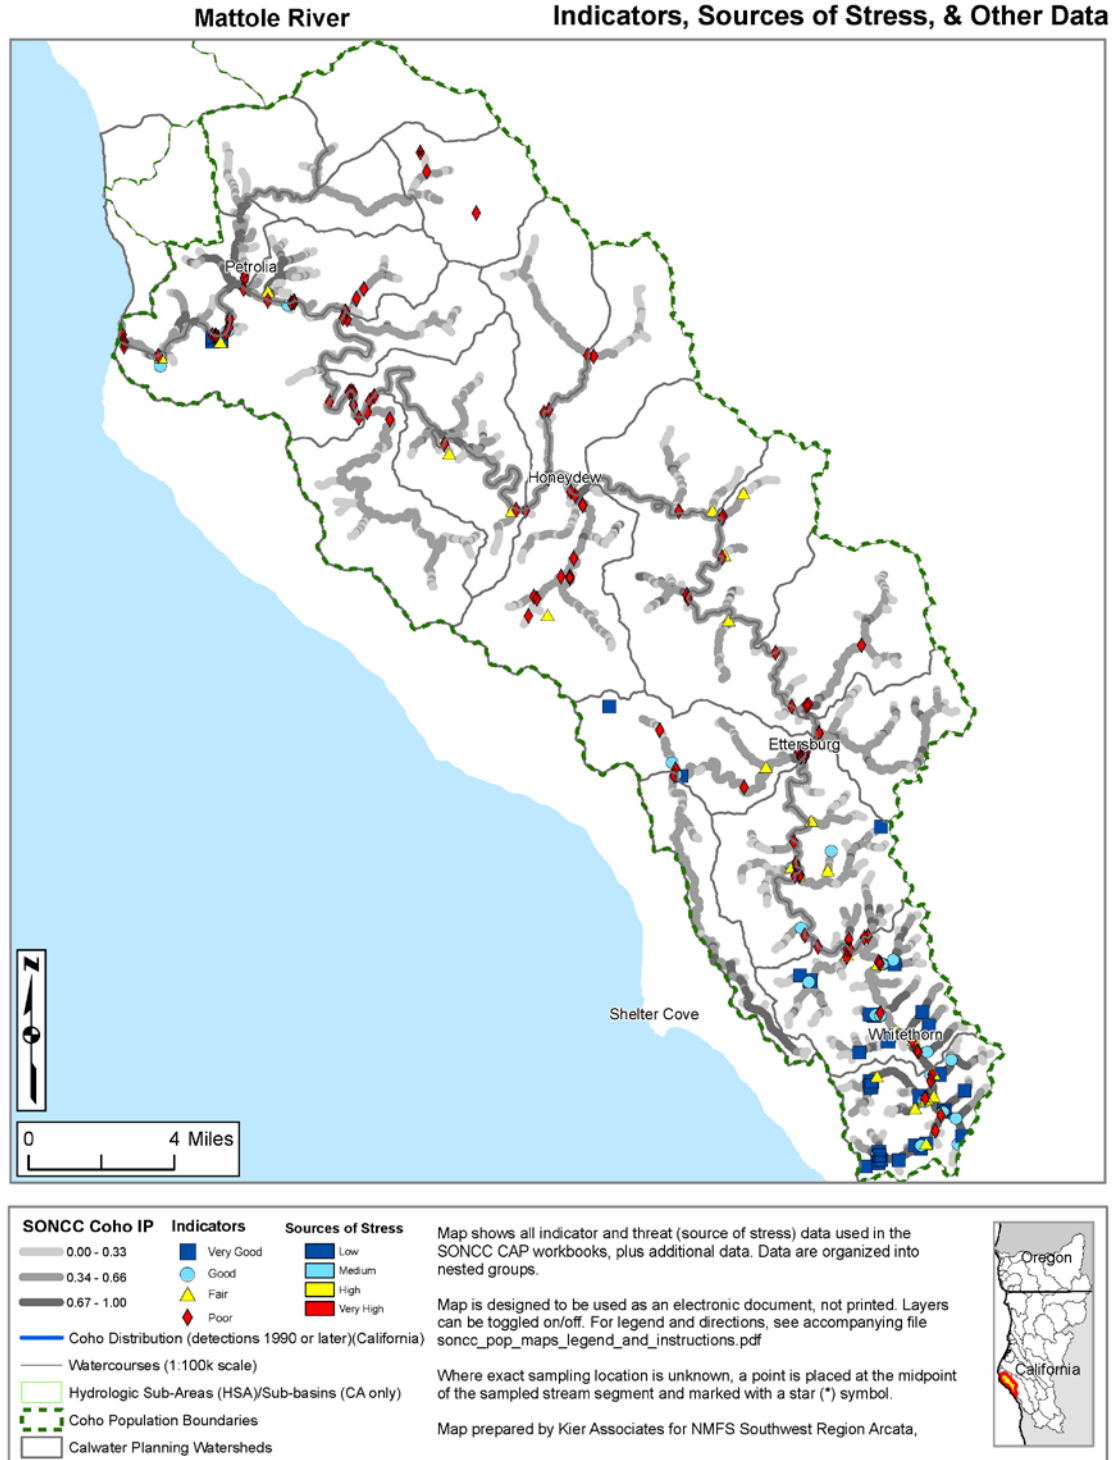 Mattole River
Indicators, Sources of Stress, & Other Data
Petrolia
Honeydew
Ettersburg
Shelter Cove
Whitethorn
N
0 4 Miles
SONCC Coho IP
0.00 - 0.33
0.34 - 0.66
0.67 - 1.00
Indicators
Very Good
Good
Fair
Poor
Sources of Stress
Low
Medium
High
Very High
Coho Distribution (detections 1990 or later)(California)
Watercourses (1:100k scale)
Hydrologic Sub-Areas (HSA)/Sub-basins (CA only)
Coho Population Boundaries
Calwater Planning Watersheds
Map shows all indicator and threat (source of stress) data used in the
SONCC CAP workbooks, plus additional data. Data are organized into
nested groups.
Map is designed to be used as an electronic document, not printed. Layers
can be toggled on/off. For legend and directions, see accompanying file
soncc_pop_maps_legend_and_instructions.pdf
Where exact sampling location is unknown, a point is placed at the midpoint
of the sampled stream segment and marked with a star (*) symbol.
Map prepared by Kier Associates for NMFS Southwest Region Arcata,
Oregon
California